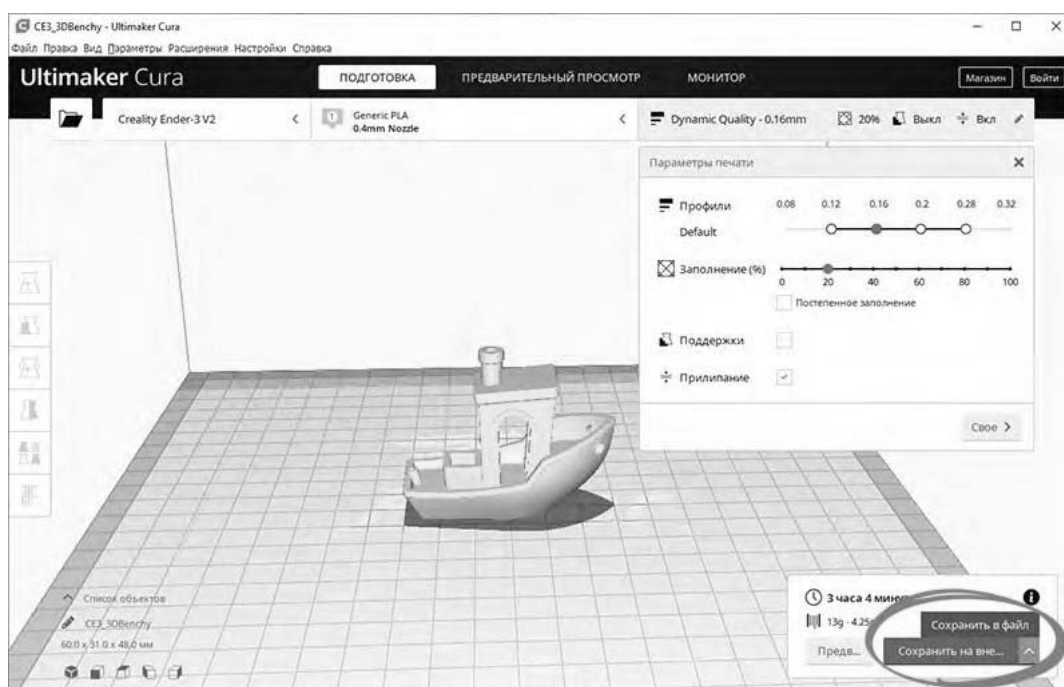 CE3_3DBenchy - Ultimaker Cura
Файл Правка Вид Параметры Расширения Настройки Справка
Ultimaker Cura
ПОДГОТОВКА
ПРЕДВАРИТЕЛЬНЫЙ ПРОСМОТР
МОНИТОР
Магазин
Войти
Creality Ender-3 V2
1
Generic PLA
0.4mm Nozzle
Dynamic Quality - 0.16mm
20%
Выкл
Вкл
Параметры печати
Профили
0.08 0.12 0.16 0.2 0.28 0.32
Default
Заполнение (%)
0 20 40 60 80 100
Постепенное заполнение
Поддержки
Прилипание
Свое
Список объектов
CE3_3DBenchy
60.0 x 31.0 x 48.0 мм
3 часа 4
13g - 4.25
Сохранить в файл
Предв...
Сохранить на вне...